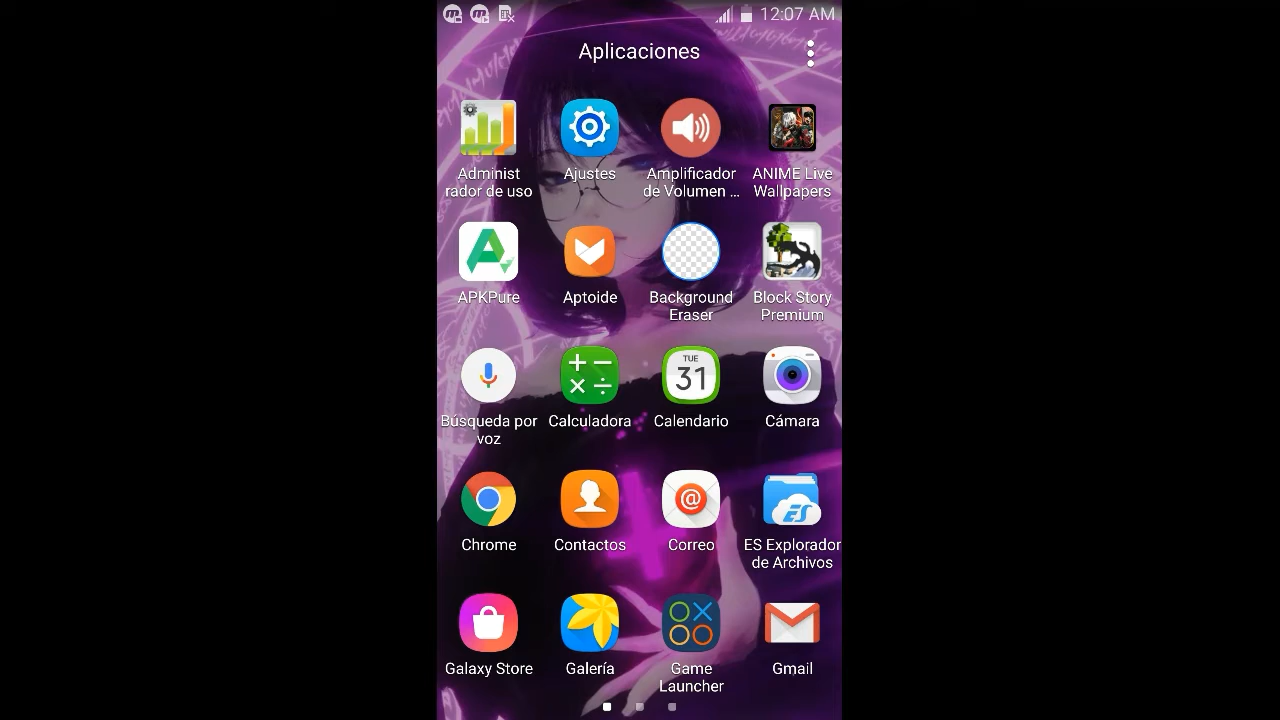 12:07 AM
Aplicaciones
Administ
rador de uso
Ajustes
Amplificador
de Volumen ...
ANIME Live
Wallpapers
APKPure
Aptoide
Background
Eraser
Block Story
Premium
Búsqueda por
voz
Calculadora
TUE
31
Calendario
Cámara
Chrome
Contactos
Correo
ES
ES Explorador
de Archivos
Galaxy Store
Galería
Game
Launcher
Gmail